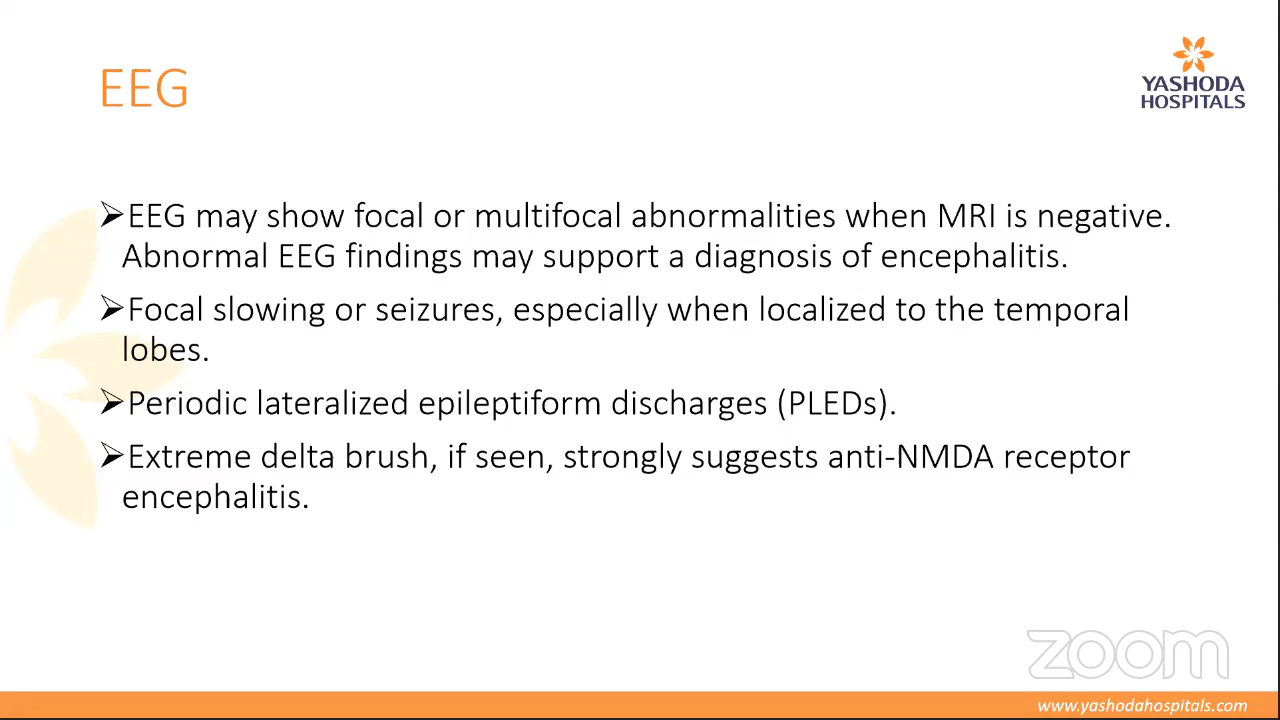 EEG
YASHODA
HOSPITALS
➢EEG may show focal or multifocal abnormalities when MRI is negative.
Abnormal EEG findings may support a diagnosis of encephalitis.
➢Focal slowing or seizures, especially when localized to the temporal
lobes.
➢Periodic lateralized epileptiform discharges (PLEDs).
➢Extreme delta brush, if seen, strongly suggests anti-NMDA receptor
encephalitis.
zoom
www.yashodahospitals.com